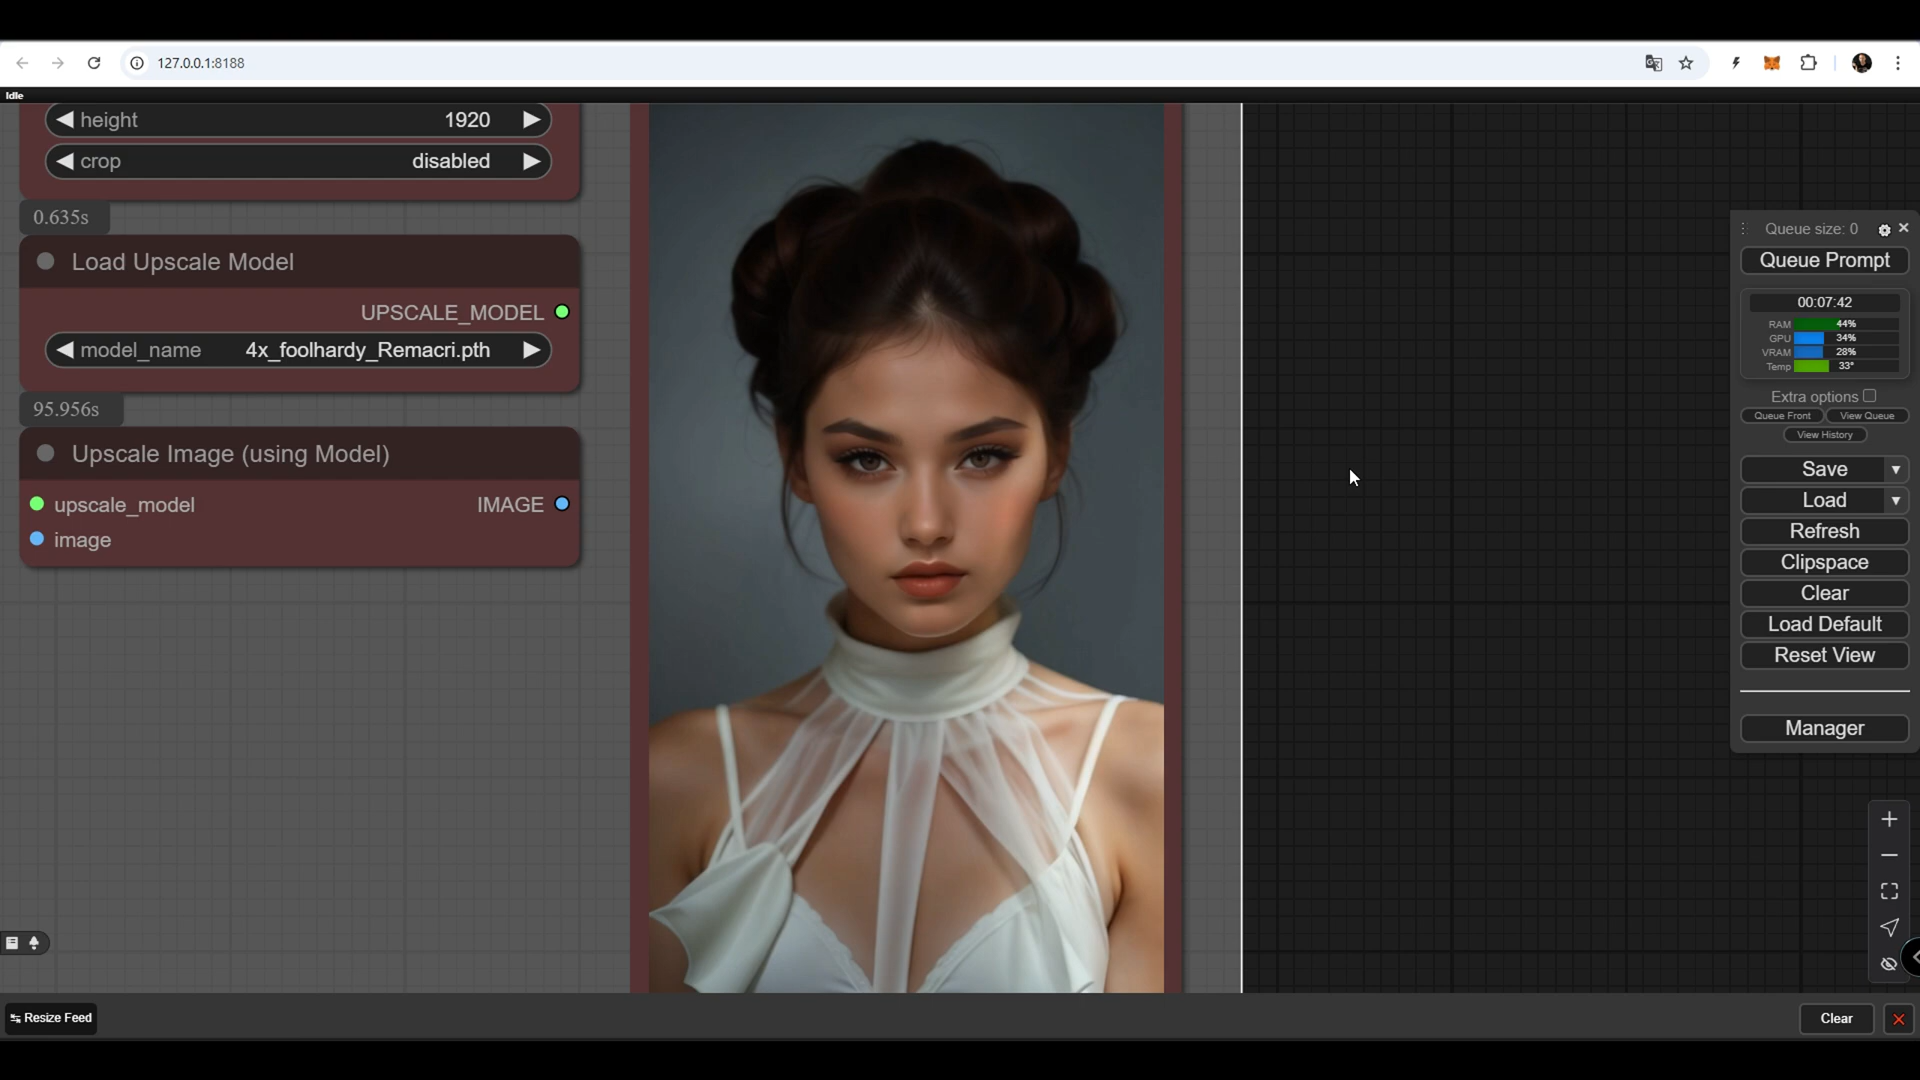 127.0.0.1:8188
Idle
height 1920
crop disabled
0.635s
Load Upscale Model
UPSCALE_MODEL
model_name 4x_foolhardy_Remacri.pth
95.956s
Upscale Image (using Model)
upscale_model IMAGE
image
Queue size: 0
Queue Prompt
00:07:42
RAM 44%
GPU 34%
VRAM 28%
Temp 33°
Extra options
Queue Front View Queue
View History
Save
Load
Refresh
Clipspace
Clear
Load Default
Reset View
Manager
Resize Feed
Clear